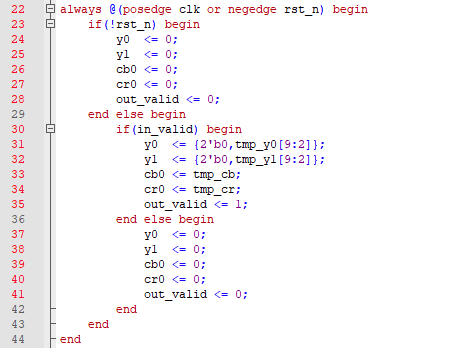 22 always @(posedge clk or negedge rst_n) begin
23     if(!rst_n) begin
24         y0  <= 0;
25         y1  <= 0;
26         cb0 <= 0;
27         cr0 <= 0;
28         out_valid <= 0;
29     end else begin
30         if(in_valid) begin
31             y0  <= {2'b0,tmp_y0[9:2]};
32             y1  <= {2'b0,tmp_y1[9:2]};
33             cb0 <= tmp_cb;
34             cr0 <= tmp_cr;
35             out_valid <= 1;
36         end else begin
37             y0  <= 0;
38             y1  <= 0;
39             cb0 <= 0;
40             cr0 <= 0;
41             out_valid <= 0;
42         end
43     end
44 end